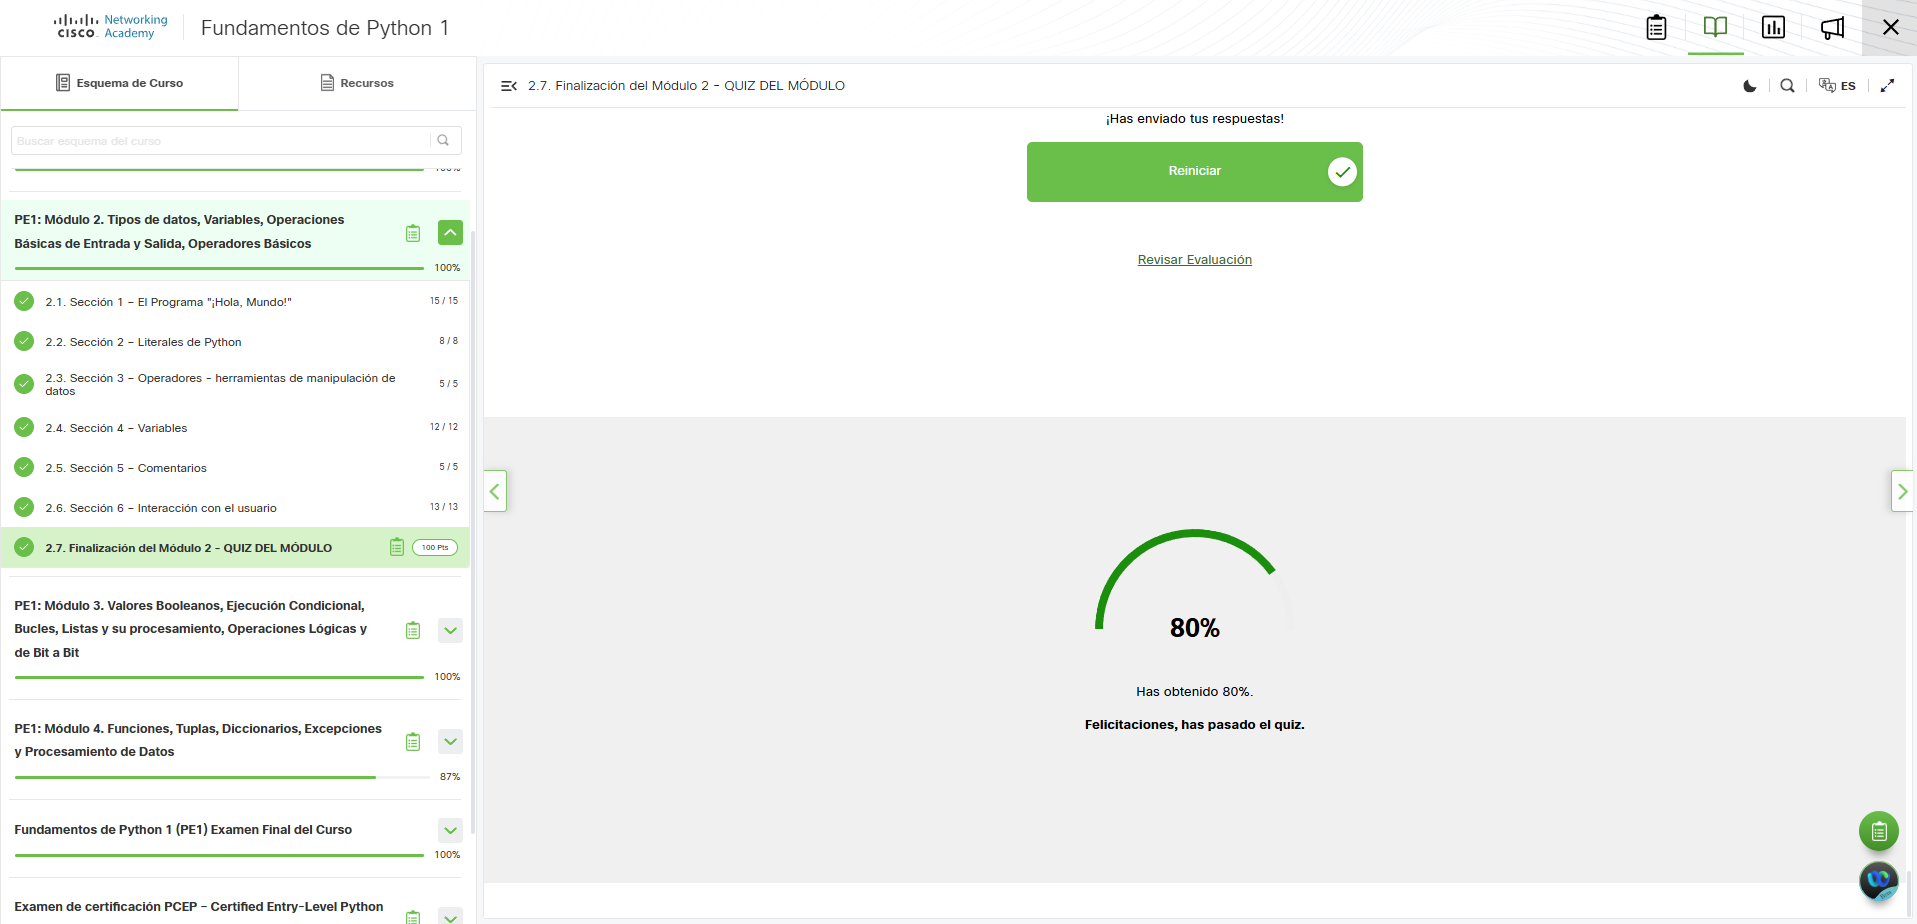 CISCO
Networking
Academy
Fundamentos de Python 1
Esquema de Curso
Recursos
Buscar esquema del curso
100%
PE1: Módulo 2. Tipos de datos, Variables, Operaciones
Básicas de Entrada y Salida, Operadores Básicos
100%
2.1. Sección 1 – El Programa "¡Hola, Mundo!"
15 / 15
2.2. Sección 2 – Literales de Python
8 / 8
2.3. Sección 3 – Operadores - herramientas de manipulación de
datos
5 / 5
2.4. Sección 4 – Variables
12 / 12
2.5. Sección 5 – Comentarios
5 / 5
2.6. Sección 6 – Interacción con el usuario
13 / 13
2.7. Finalización del Módulo 2 - QUIZ DEL MÓDULO
100 Pts
PE1: Módulo 3. Valores Booleanos, Ejecución Condicional,
Bucles, Listas y su procesamiento, Operaciones Lógicas y
de Bit a Bit
100%
PE1: Módulo 4. Funciones, Tuplas, Diccionarios, Excepciones
y Procesamiento de Datos
87%
Fundamentos de Python 1 (PE1) Examen Final del Curso
100%
Examen de certificación PCEP - Certified Entry-Level Python
2.7. Finalización del Módulo 2 - QUIZ DEL MÓDULO
ES
¡Has enviado tus respuestas!
Reiniciar
Revisar Evaluación
80%
Has obtenido 80%.
Felicitaciones, has pasado el quiz.